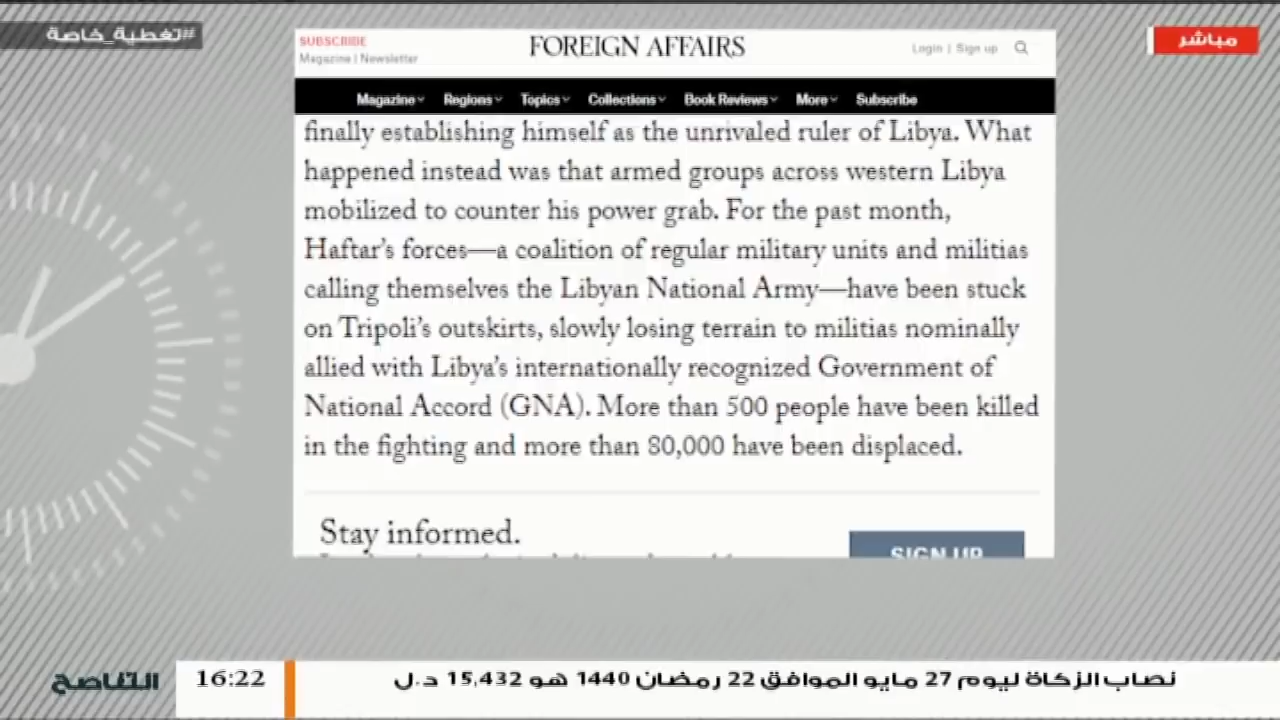 #تغطية_خاصة
مباشر
SUBSCRIBE
Magazine | Newsletter
FOREIGN AFFAIRS
Login | Sign up
Magazine Regions Topics Collections Book Reviews More Subscribe
finally establishing himself as the unrivaled ruler of Libya. What
happened instead was that armed groups across western Libya
mobilized to counter his power grab. For the past month,
Haftar's forces—a coalition of regular military units and militias
calling themselves the Libyan National Army—have been stuck
on Tripoli's outskirts, slowly losing terrain to militias nominally
allied with Libya's internationally recognized Government of
National Accord (GNA). More than 500 people have been killed
in the fighting and more than 80,000 have been displaced.
Stay informed.
SIGN UP
التناصح
16:22
نصاب الزكاة ليوم 27 مايو الموافق 22 رمضان 1440 هو 15,432 د.ل